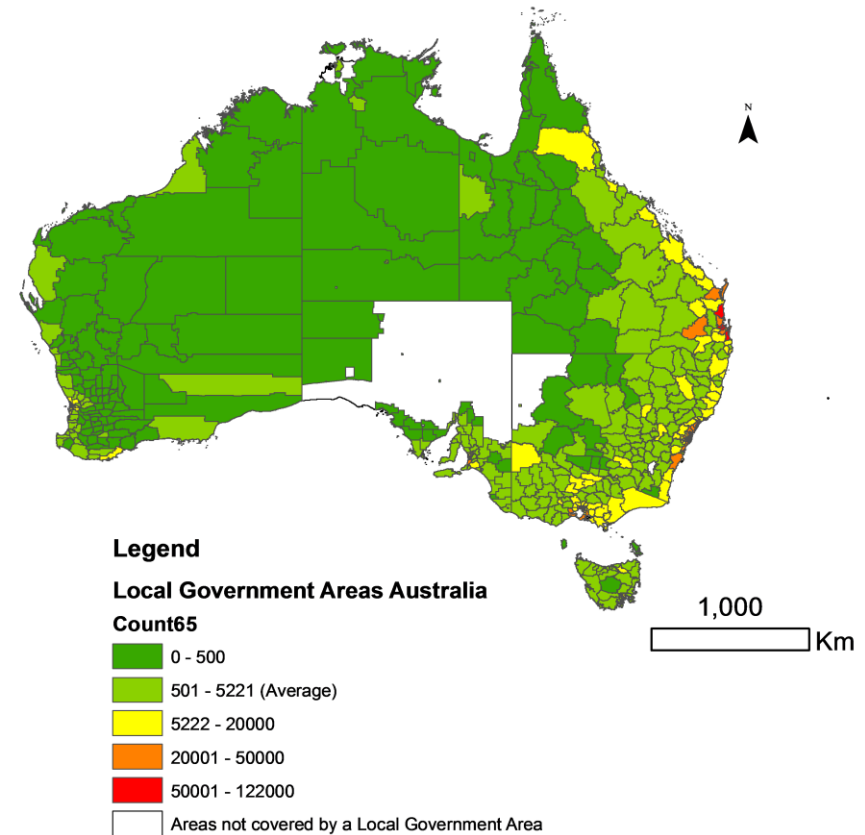 N
Legend
Local Government Areas Australia
Count65
0 - 500
501 - 5221 (Average)
5222 - 20000
20001 - 50000
50001 - 122000
Areas not covered by a Local Government Area
1,000
Km